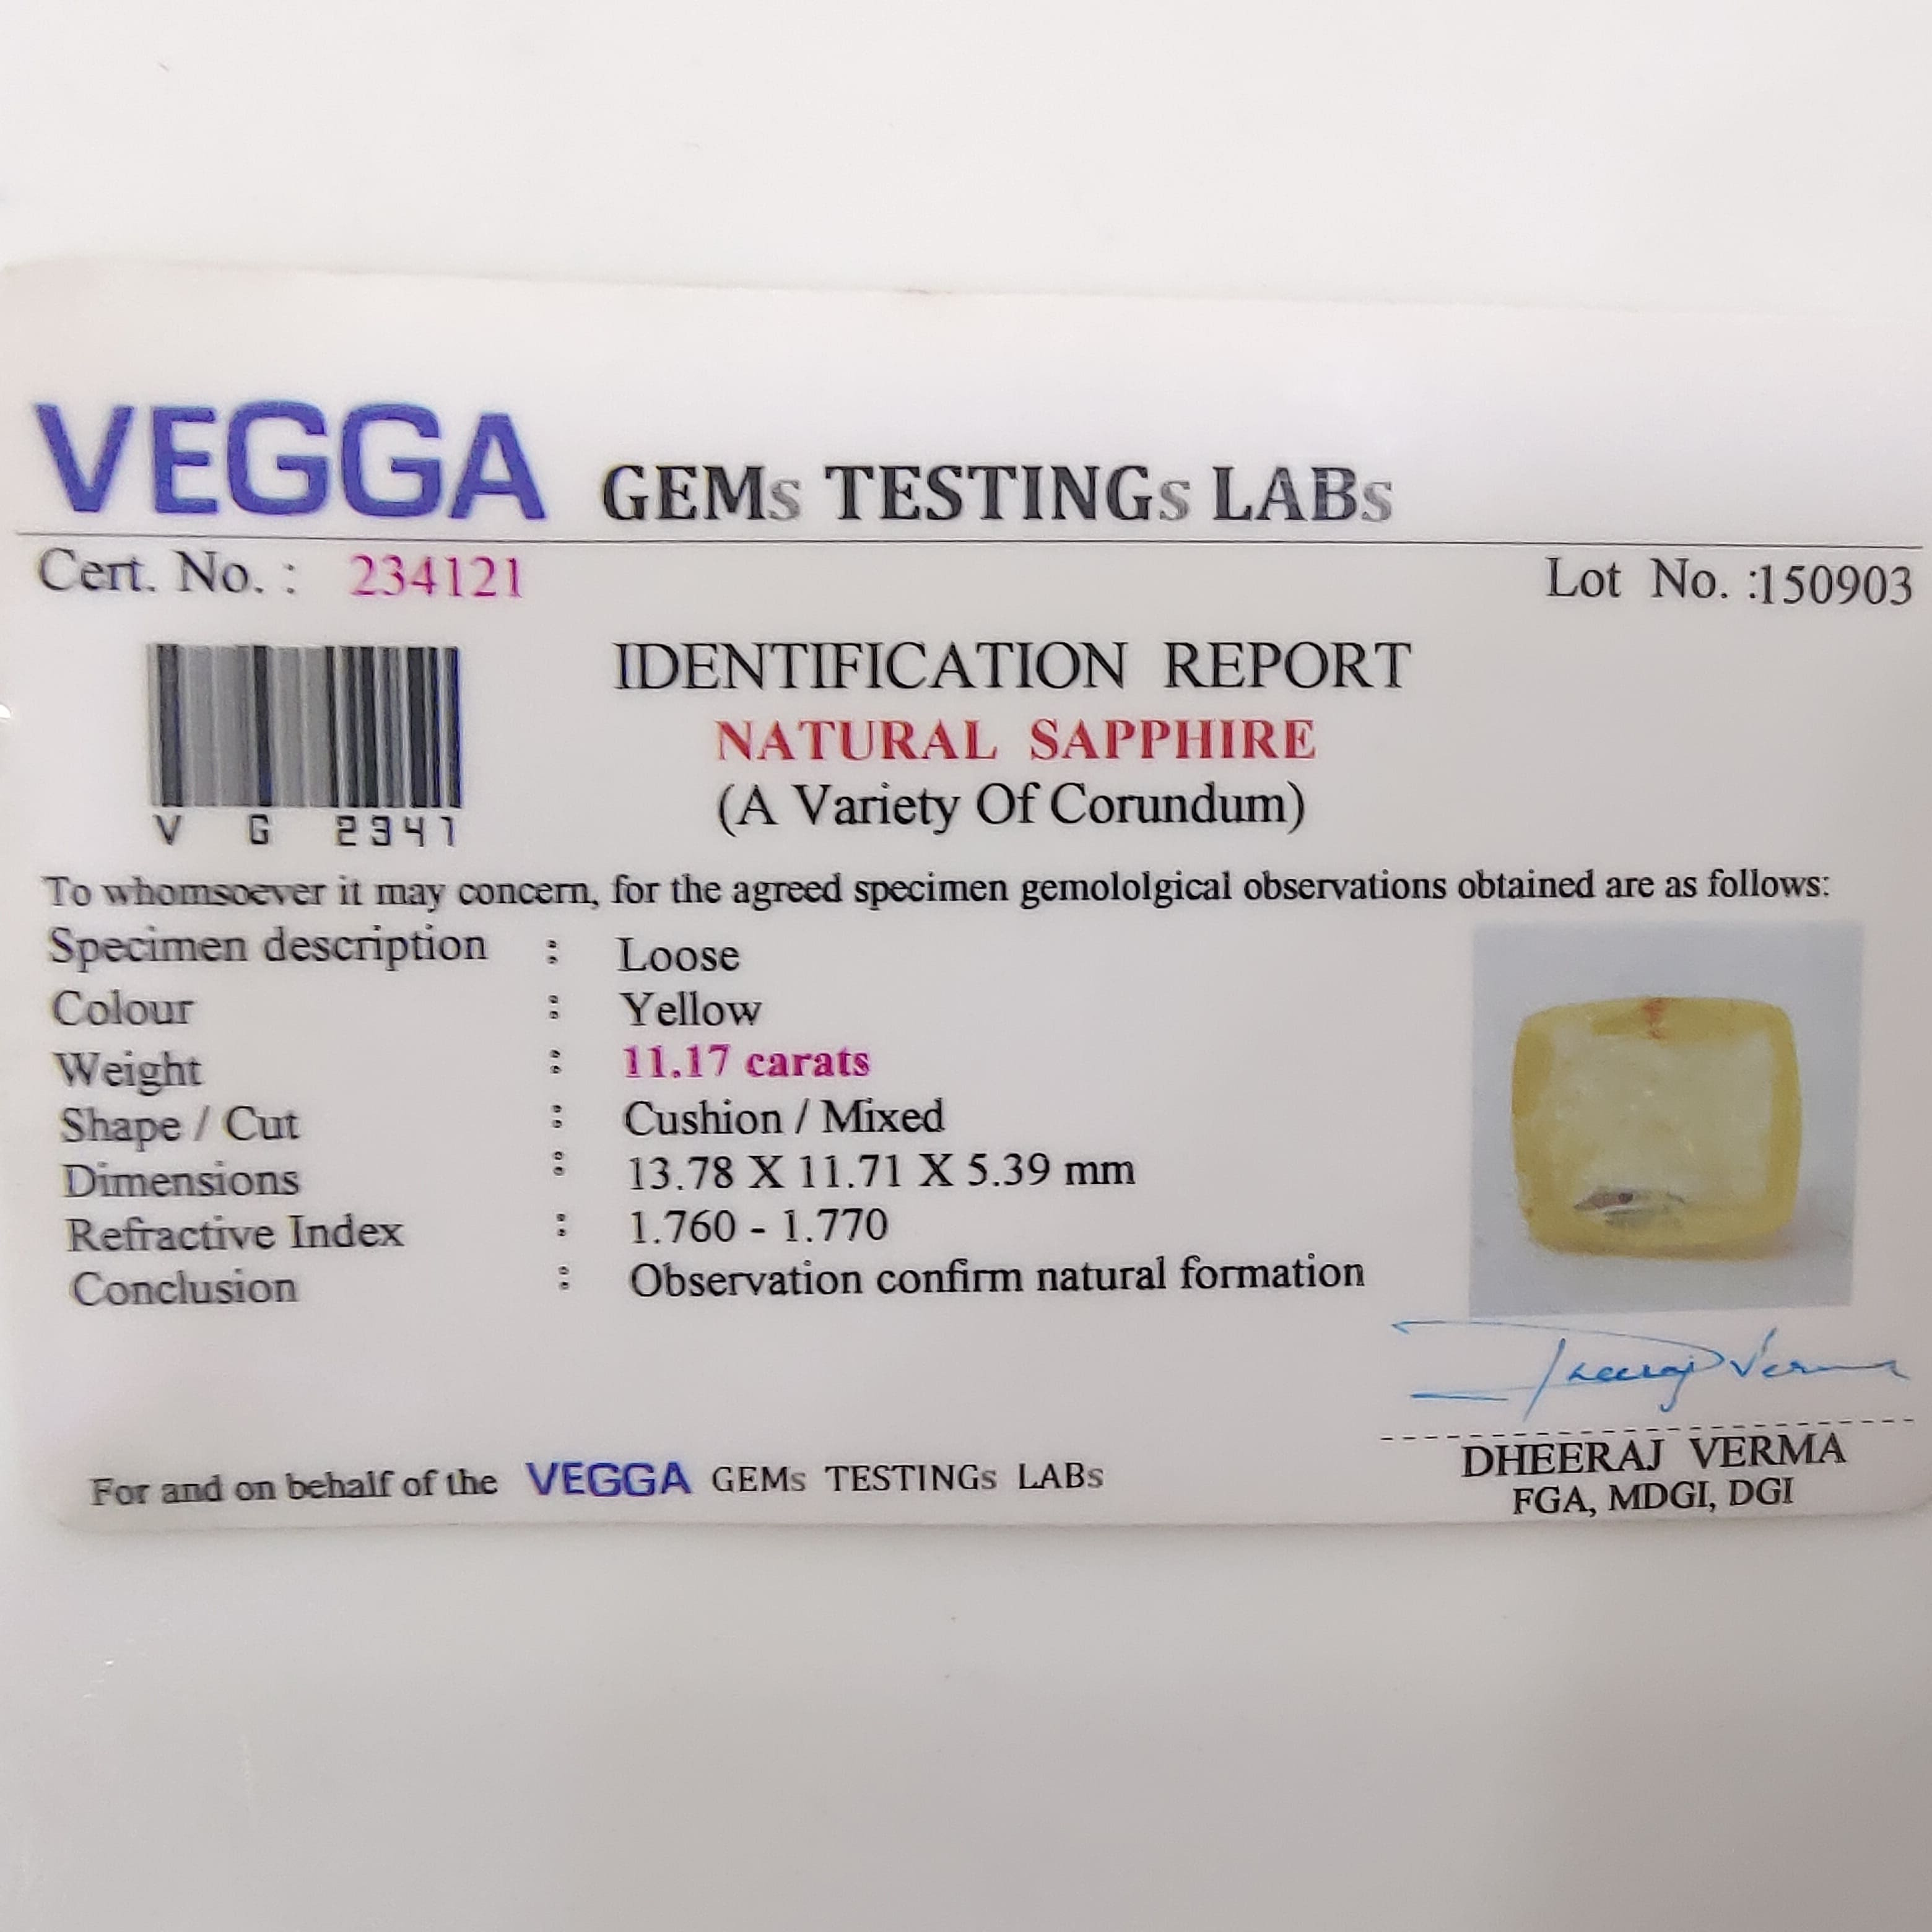 VEGGA GEMs TESTINGs LABs
Cert. No. : 234121 Lot No. :150903
IDENTIFICATION REPORT
NATURAL SAPPHIRE
(A Variety Of Corundum)
V G 2341
To whomsoever it may concern, for the agreed specimen gemololgical observations obtained are as follows:
Specimen description : Loose
Colour : Yellow
Weight : 11.17 carats
Shape / Cut : Cushion / Mixed
Dimensions : 13.78 X 11.71 X 5.39 mm
Refractive Index : 1.760 - 1.770
Conclusion : Observation confirm natural formation
Dheeraj Verma
DHEERAJ VERMA
FGA, MDGI, DGI
For and on behalf of the VEGGA GEMs TESTINGs LABs